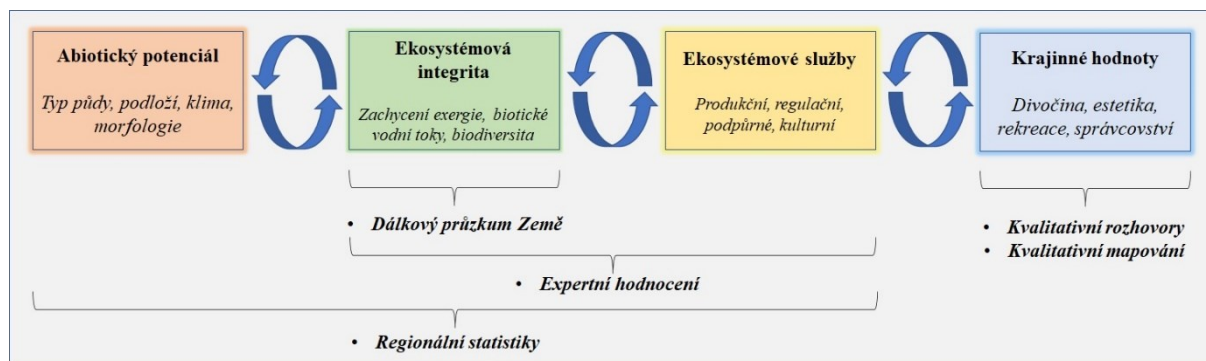 Abiotický potenciál
Typ půdy, podloží, klima,
morfologie
Ekosystémová
integrita
Zachycení exergie, biotické
vodní toky, biodiversita
Ekosystémové služby
Produkční, regulační,
podpůrné, kulturní
Krajinné hodnoty
Divočina, estetika,
rekreace, správcovství
• Dálkový průzkum Země
• Kvalitativní rozhovory
• Kvalitativní mapování
• Expertní hodnocení
• Regionální statistiky